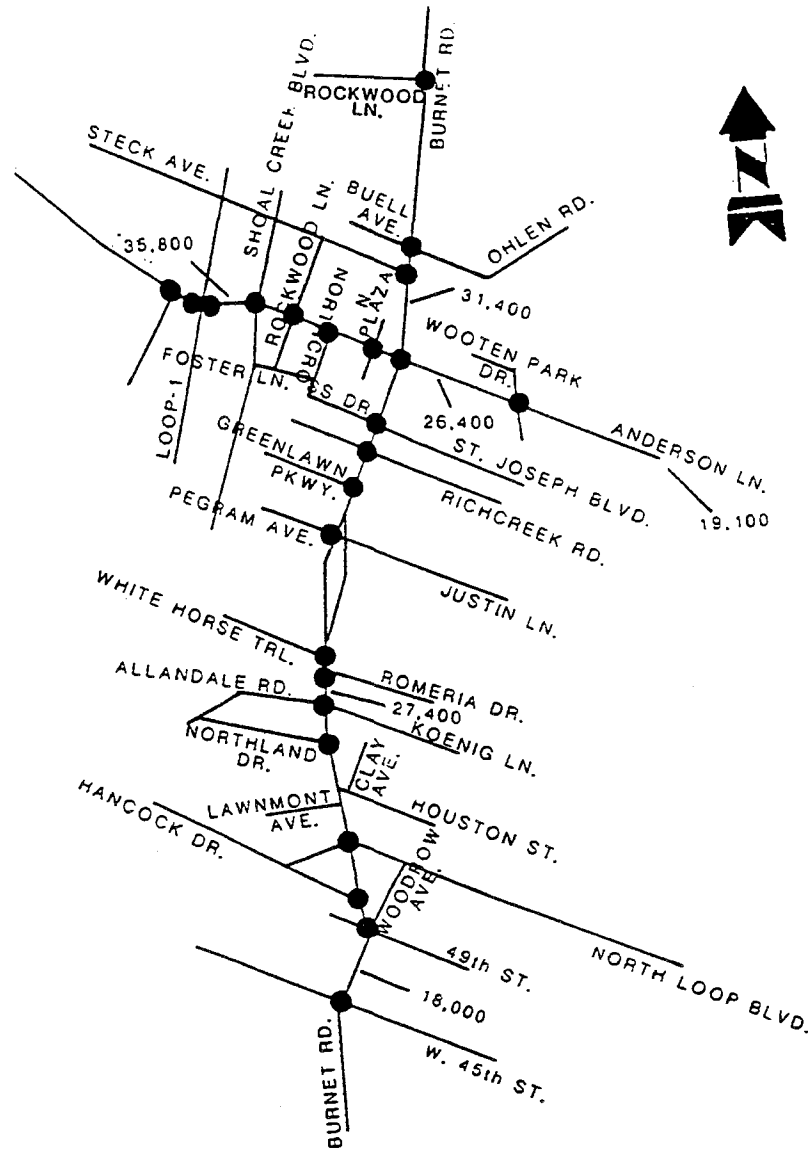 BURNET RD.
SHOAL CREEK BLVD.
ROCKWOOD
LN.
STECK AVE.
ROCKWOOD LN.
BUELL
AVE.
OHLEN RD.
35,800
N.
PLAZA
31,400
NORTHCROSS DR.
WOOTEN PARK
DR.
FOSTER LN.
LOOP-1
26,400
ANDERSON LN.
19,100
GREENLAWN
PKWY.
ST. JOSEPH BLVD.
RICHCREEK RD.
PEGRAM AVE.
JUSTIN LN.
WHITE HORSE TRL.
ROMERIA DR.
ALLANDALE RD.
27,400
KOENIG LN.
NORTHLAND
DR.
CLAY
AVE.
LAWNMONT
AVE.
HOUSTON ST.
HANCOCK DR.
WOODROW
AVE.
NORTH LOOP BLVD.
49th ST.
18,000
W. 45th ST.
BURNET RD.